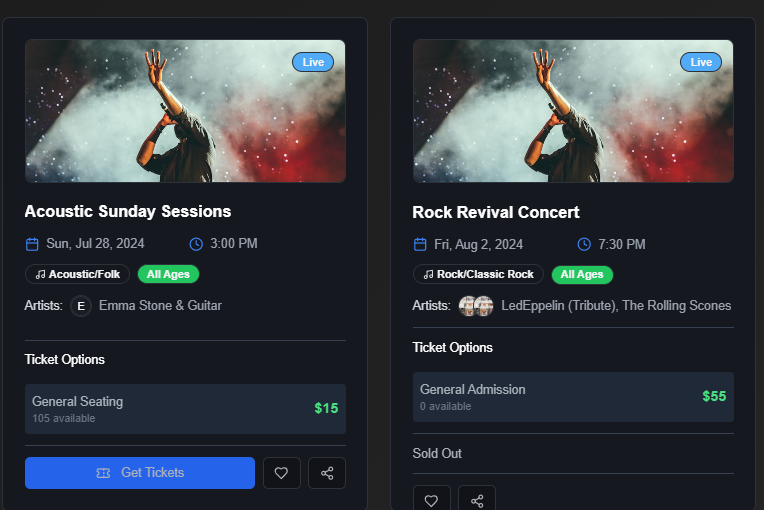 Live
Acoustic Sunday Sessions
Sun, Jul 28, 2024 3:00 PM
Acoustic/Folk All Ages
Artists: E Emma Stone & Guitar
Ticket Options
General Seating
105 available
$15
Get Tickets
Live
Rock Revival Concert
Fri, Aug 2, 2024 7:30 PM
Rock/Classic Rock All Ages
Artists: LedEppelin (Tribute), The Rolling Scones
Ticket Options
General Admission
0 available
$55
Sold Out